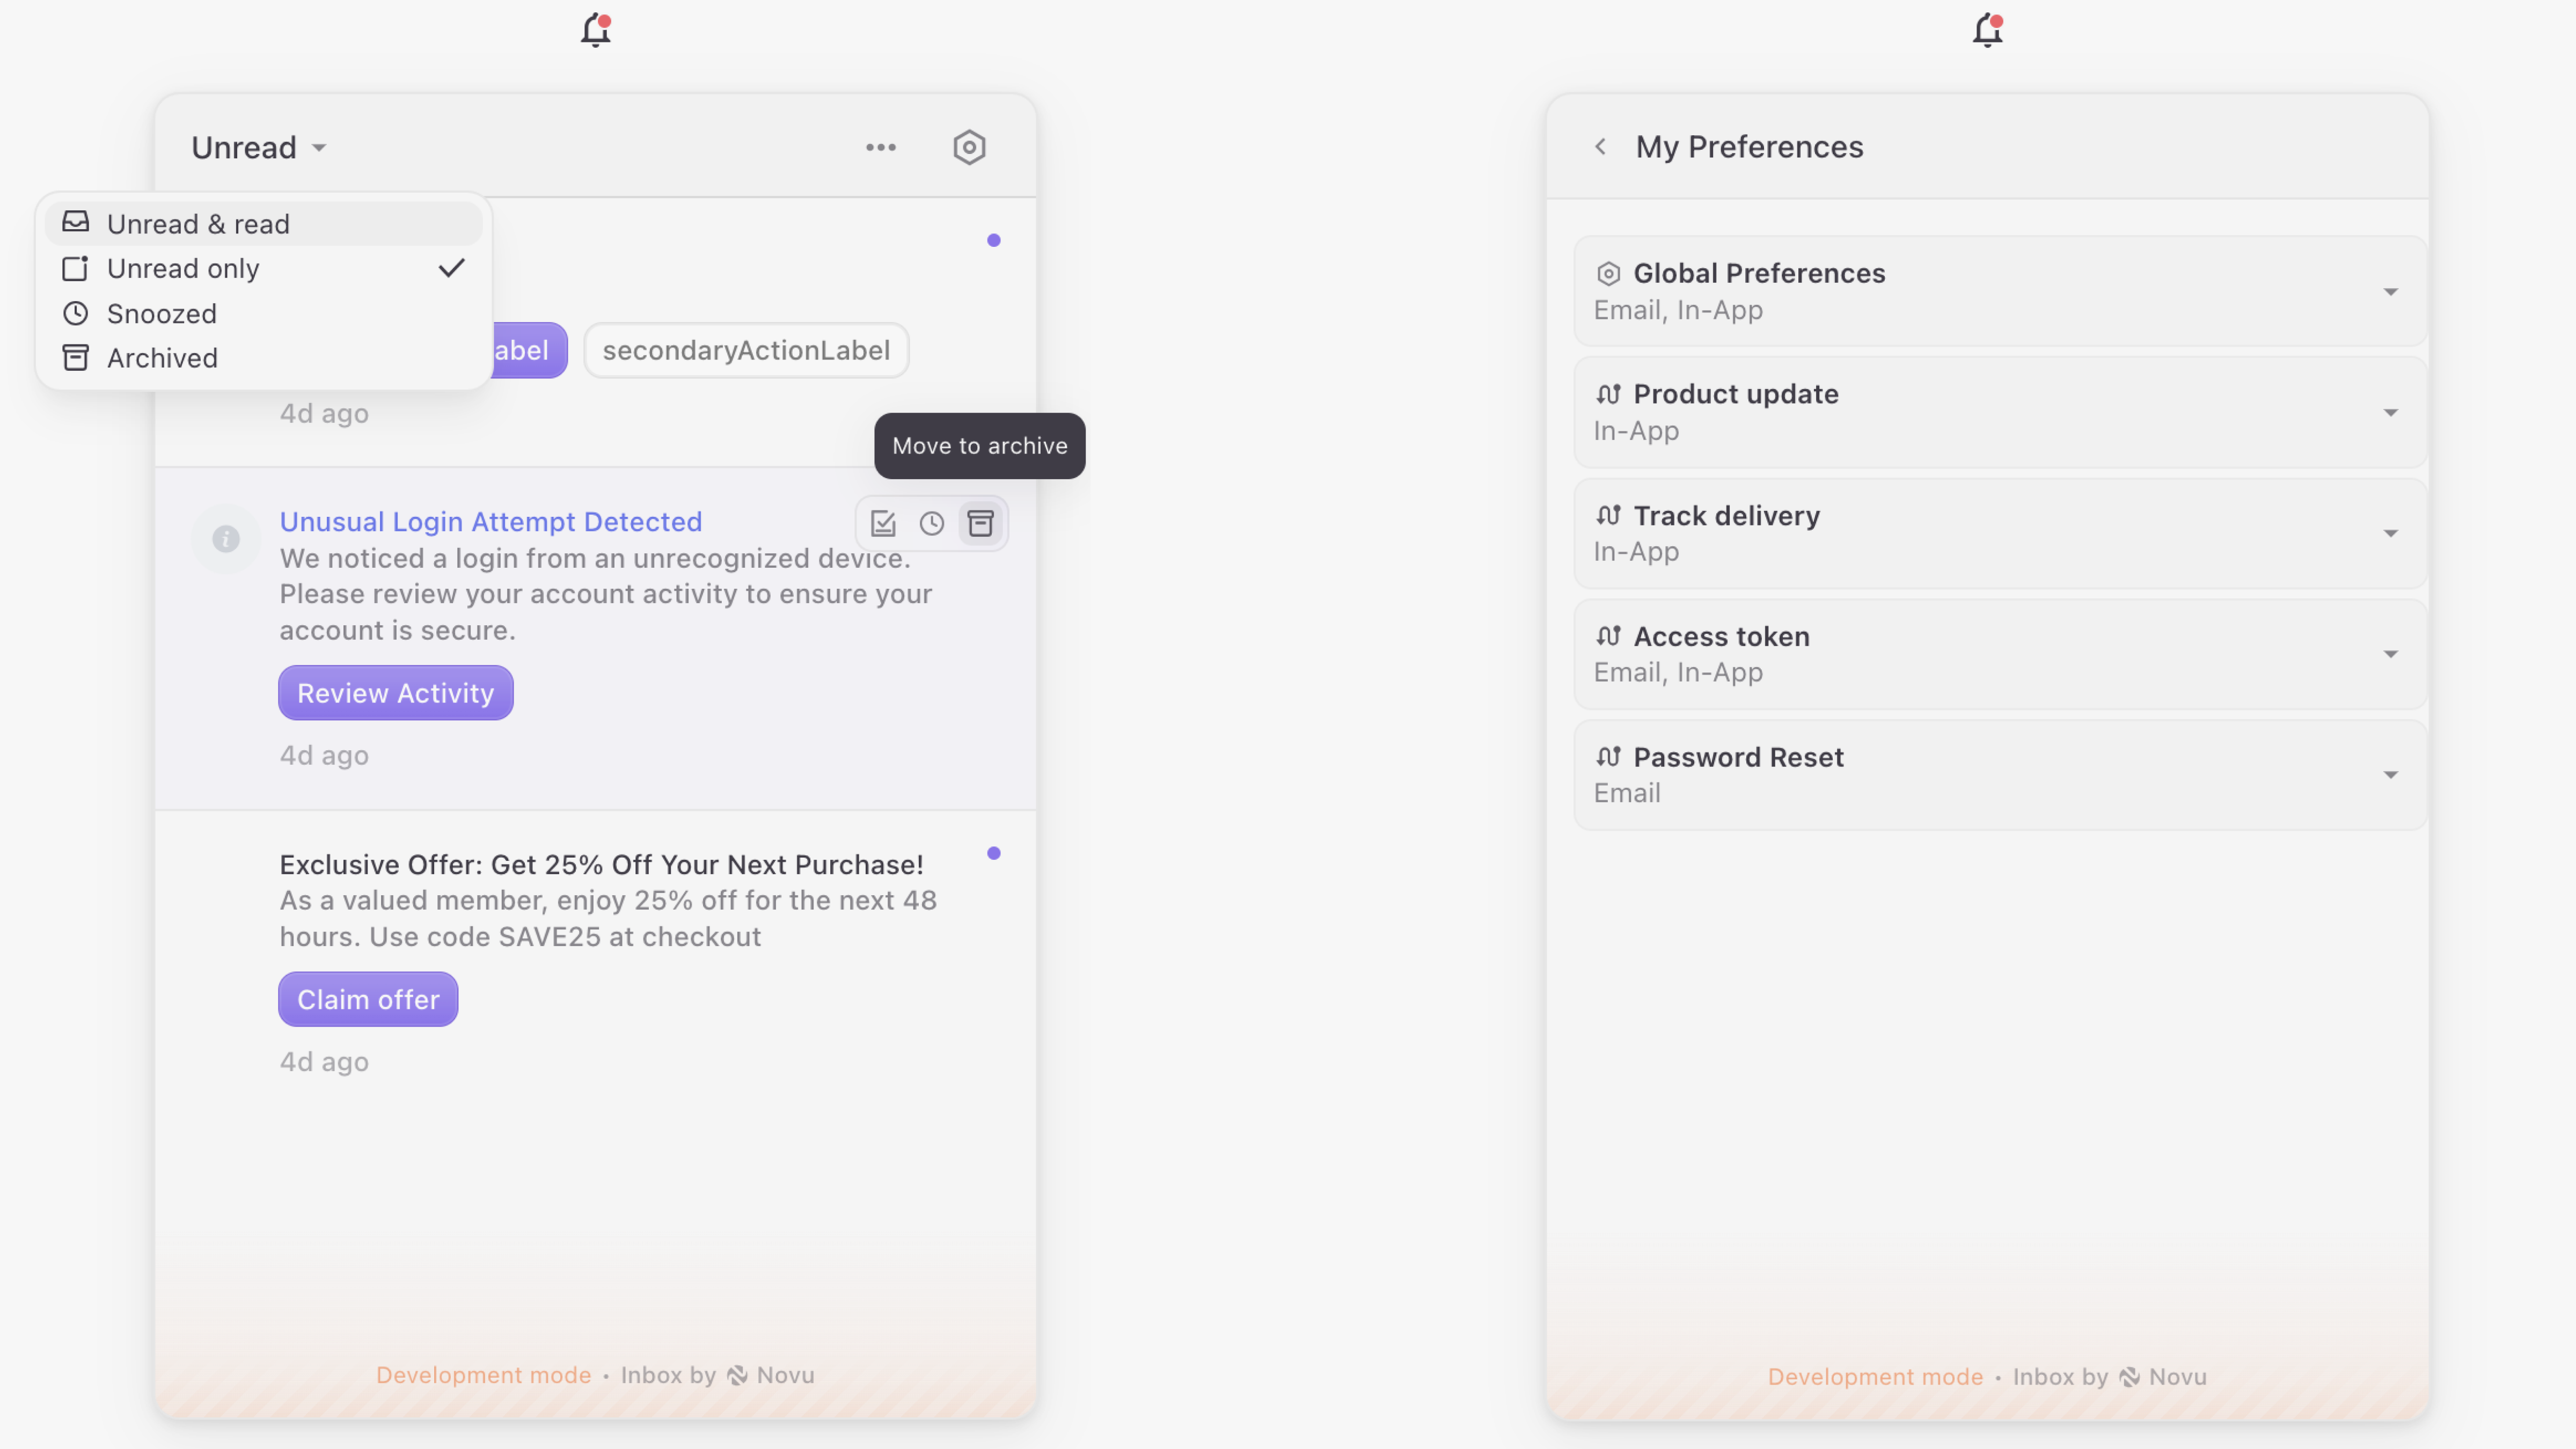 Unread
Unread & read
Unread only
Snoozed
Archived
abel
secondaryActionLabel
4d ago
Move to archive
Unusual Login Attempt Detected
We noticed a login from an unrecognized device.
Please review your account activity to ensure your
account is secure.
Review Activity
4d ago
Exclusive Offer: Get 25% Off Your Next Purchase!
As a valued member, enjoy 25% off for the next 48
hours. Use code SAVE25 at checkout
Claim offer
4d ago
Development mode • Inbox by Novu
My Preferences
Global Preferences
Email, In-App
Product update
In-App
Track delivery
In-App
Access token
Email, In-App
Password Reset
Email
Development mode • Inbox by Novu